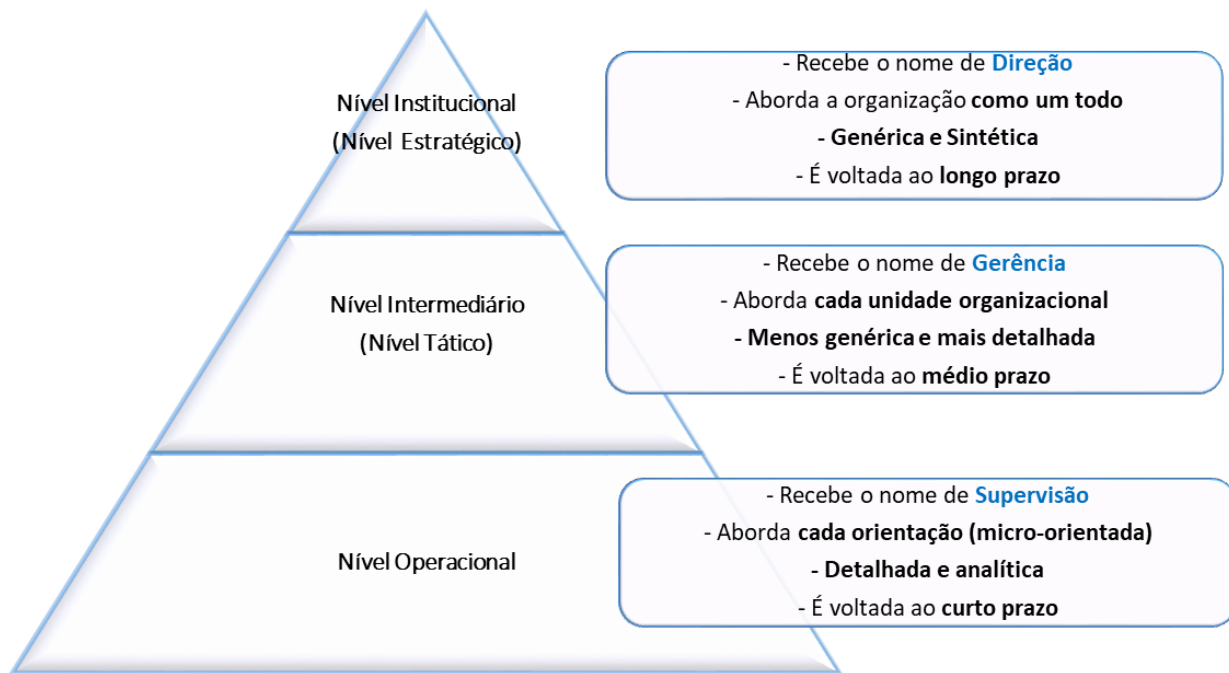 Nível Institucional
(Nível Estratégico)
- Recebe o nome de Direção
- Aborda a organização como um todo
- Genérica e Sintética
- É voltada ao longo prazo
Nível Intermediário
(Nível Tático)
- Recebe o nome de Gerência
- Aborda cada unidade organizacional
- Menos genérica e mais detalhada
- É voltada ao médio prazo
Nível Operacional
- Recebe o nome de Supervisão
- Aborda cada orientação (micro-orientada)
- Detalhada e analítica
- É voltada ao curto prazo